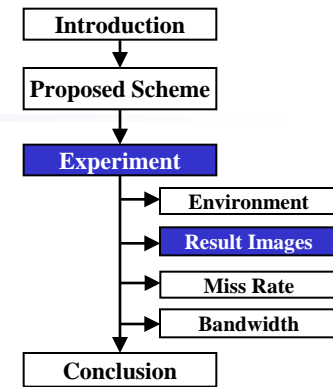 Introduction
Proposed Scheme
Experiment
Environment
Result Images
Miss Rate
Bandwidth
Conclusion